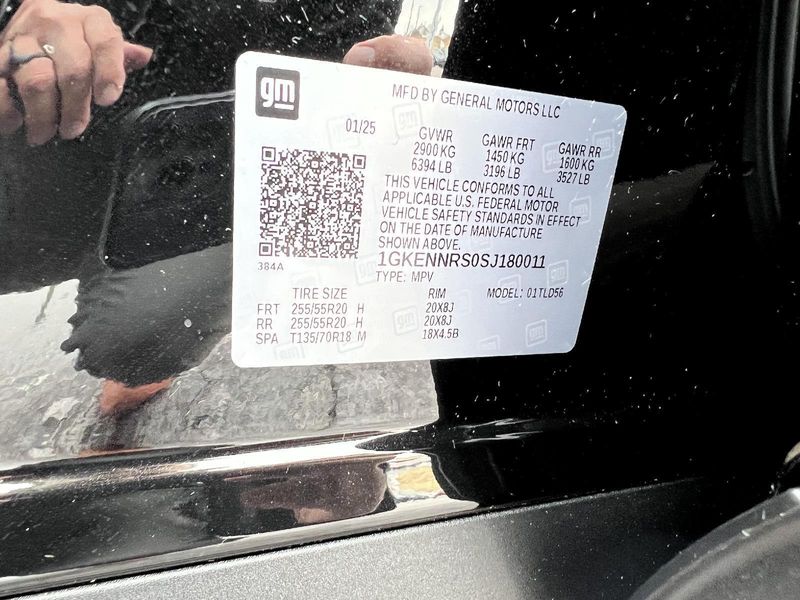 gm
MFD BY GENERAL MOTORS LLC
01/25 GVWR GAWR FRT GAWR RR
2900 KG 1450 KG 1600 KG
6394 LB 3196 LB 3527 LB
THIS VEHICLE CONFORMS TO ALL
APPLICABLE U.S. FEDERAL MOTOR
VEHICLE SAFETY STANDARDS IN EFFECT
ON THE DATE OF MANUFACTURE
SHOWN ABOVE.
384A
1GKENNRS0SJ180011
TYPE: MPV
TIRE SIZE RIM MODEL: 01TLD56
FRT 255/55R20 H 20X8J
RR 255/55R20 H 20X8J
SPA T135/70R18 M 18X4.5B